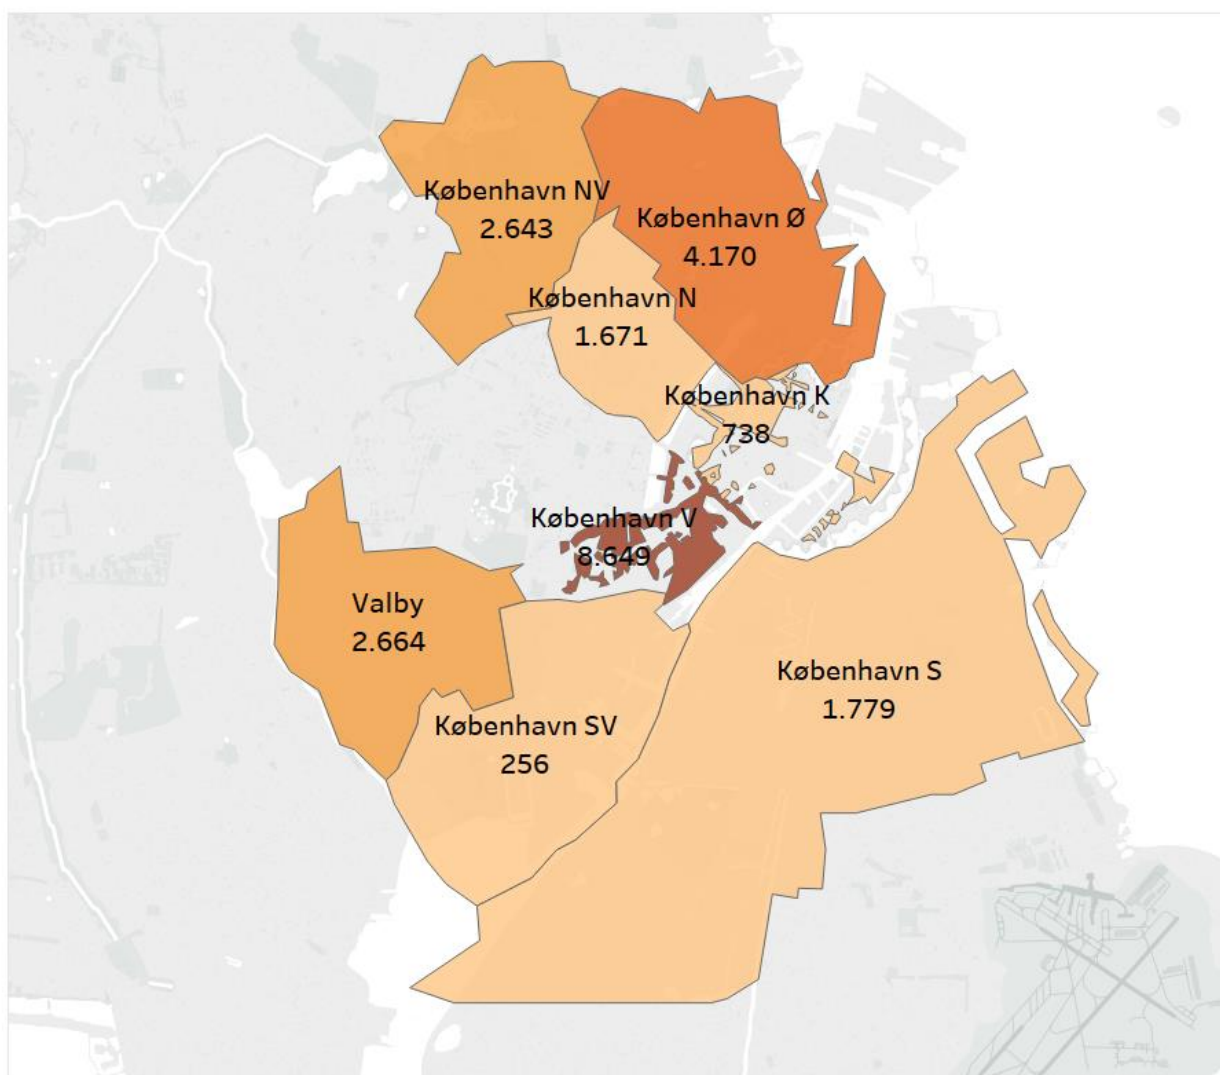 København NV
2.643
København Ø
4.170
København N
1.671
København K
738
København V
8.649
Valby
2.664
København S
1.779
København SV
256